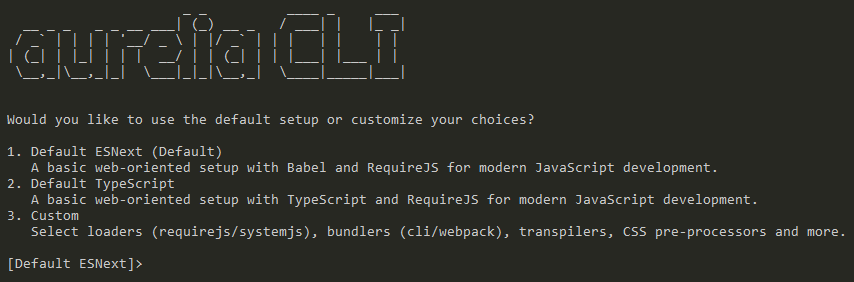 aurelia CLI
Would you like to use the default setup or customize your choices?
1. Default ESNext (Default)
A basic web-oriented setup with Babel and RequireJS for modern JavaScript development.
2. Default TypeScript
A basic web-oriented setup with TypeScript and RequireJS for modern JavaScript development.
3. Custom
Select loaders (requirejs/systemjs), bundlers (cli/webpack), transpilers, CSS pre-processors and more.
[Default ESNext]>